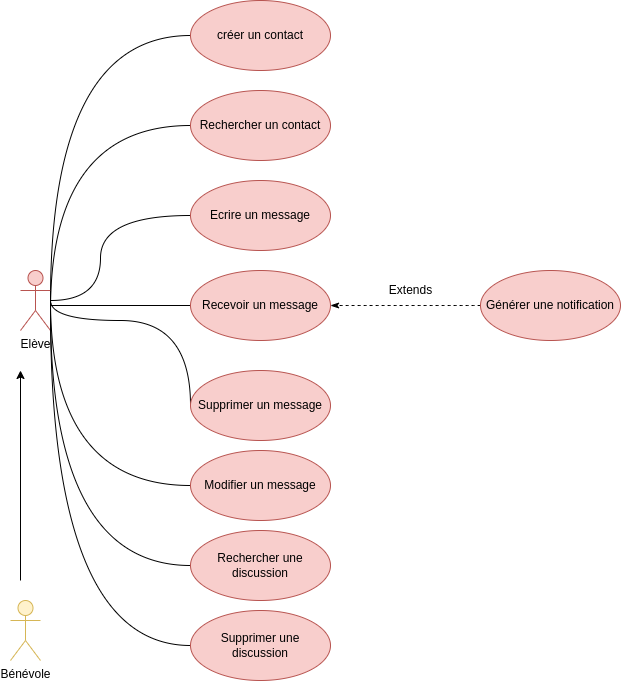 créer un contact
Rechercher un contact
Ecrire un message
Recevoir un message
Extends
Générer une notification
Elève
Supprimer un message
Modifier un message
Rechercher une
discussion
Supprimer une
discussion
Bénévole